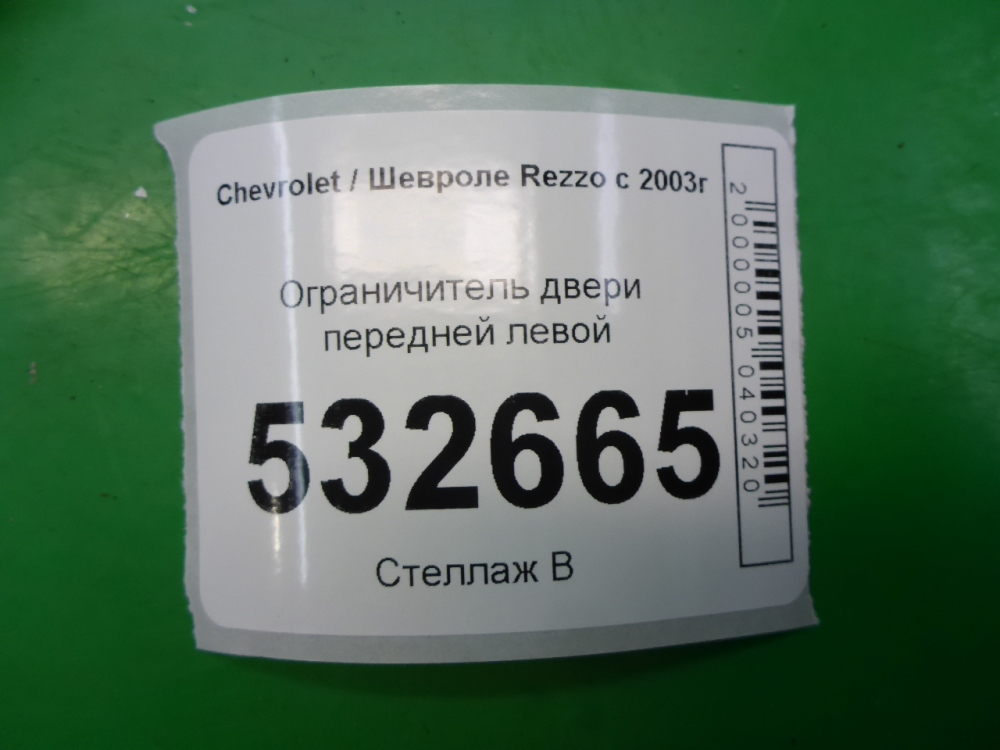 Chevrolet / Шевроле Rezzo с 2003г
Ограничитель двери
передней левой
532665
Стеллаж В
2000005040320